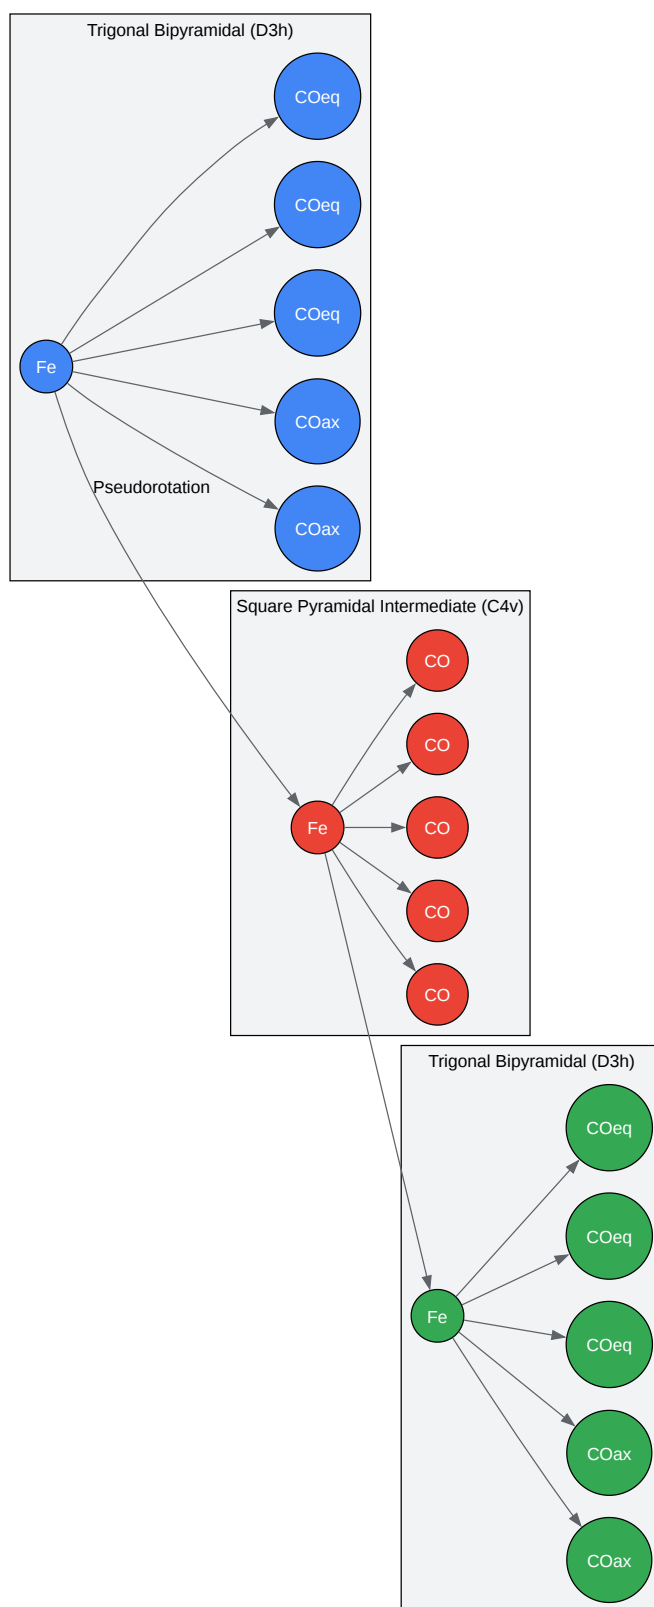 Trigonal Bipyramidal (D3h)
COeq
COeq
COeq
Fe
COax
Pseudorotation
COax
Square Pyramidal Intermediate (C4v)
CO
CO
Fe
CO
CO
CO
Trigonal Bipyramidal (D3h)
COeq
COeq
Fe
COeq
COax
COax